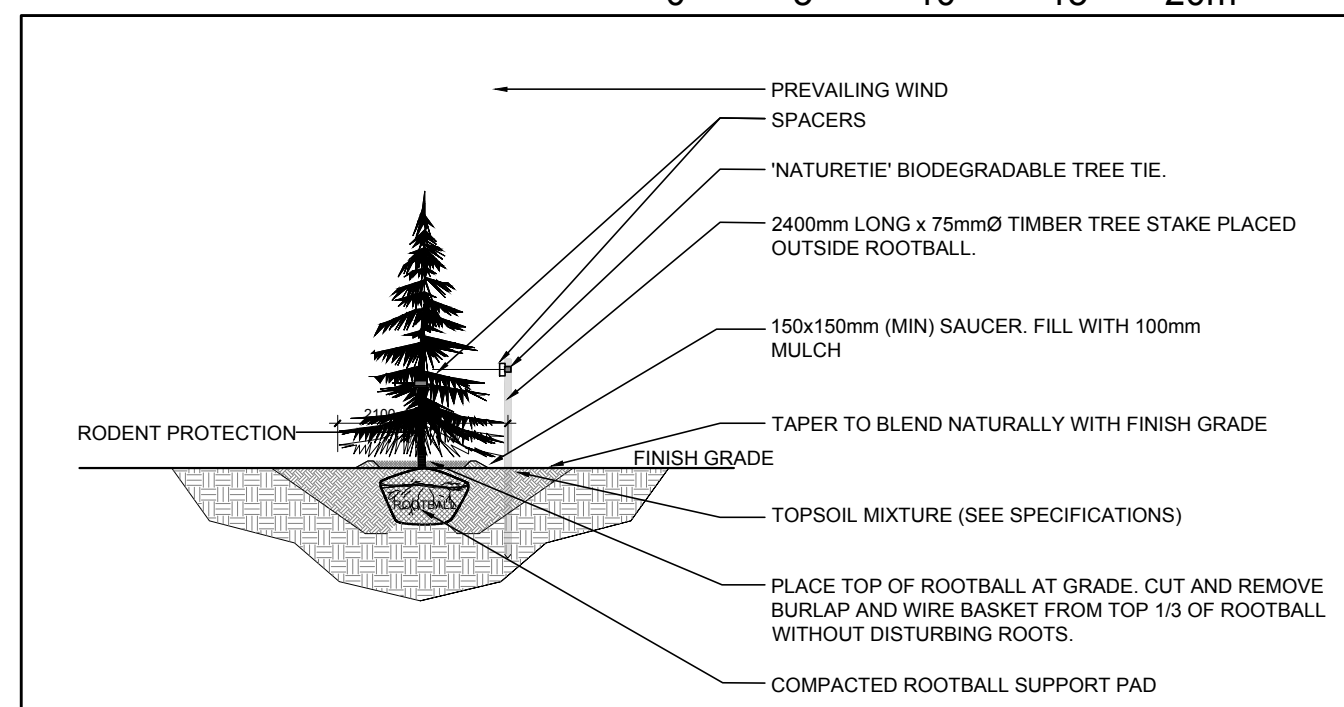 PREVAILING WIND
SPACERS
'NATURETIE' BIODEGRADABLE TREE TIE.
2400mm LONG x 75mmØ TIMBER TREE STAKE PLACED
OUTSIDE ROOTBALL.
150x150mm (MIN) SAUCER. FILL WITH 100mm
MULCH
2100
TAPER TO BLEND NATURALLY WITH FINISH GRADE
RODENT PROTECTION
FINISH GRADE
ROOTBALL
TOPSOIL MIXTURE (SEE SPECIFICATIONS)
PLACE TOP OF ROOTBALL AT GRADE. CUT AND REMOVE
BURLAP AND WIRE BASKET FROM TOP 1/3 OF ROOTBALL
WITHOUT DISTURBING ROOTS.
COMPACTED ROOTBALL SUPPORT PAD